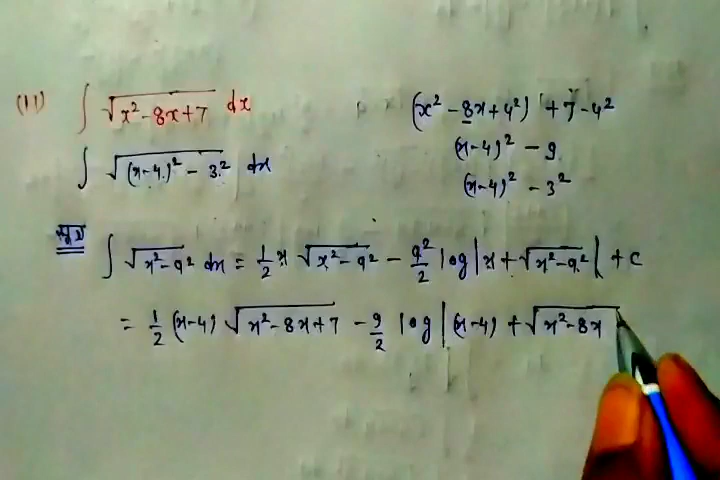 (11) ∫ √x² - 8x + 7 dx
(x² - 8x + 4²) + 7 - 4²
∫ √(x-4)² - 3² dx
(x-4)² - 9
(x-4)² - 3²
∫ √x² - a² dx = 1/2 x √x² - a² - a²/2 log|x + √x² - a²| + c
= 1/2 (x-4) √x² - 8x + 7 - 9/2 log|(x-4) + √x² - 8x